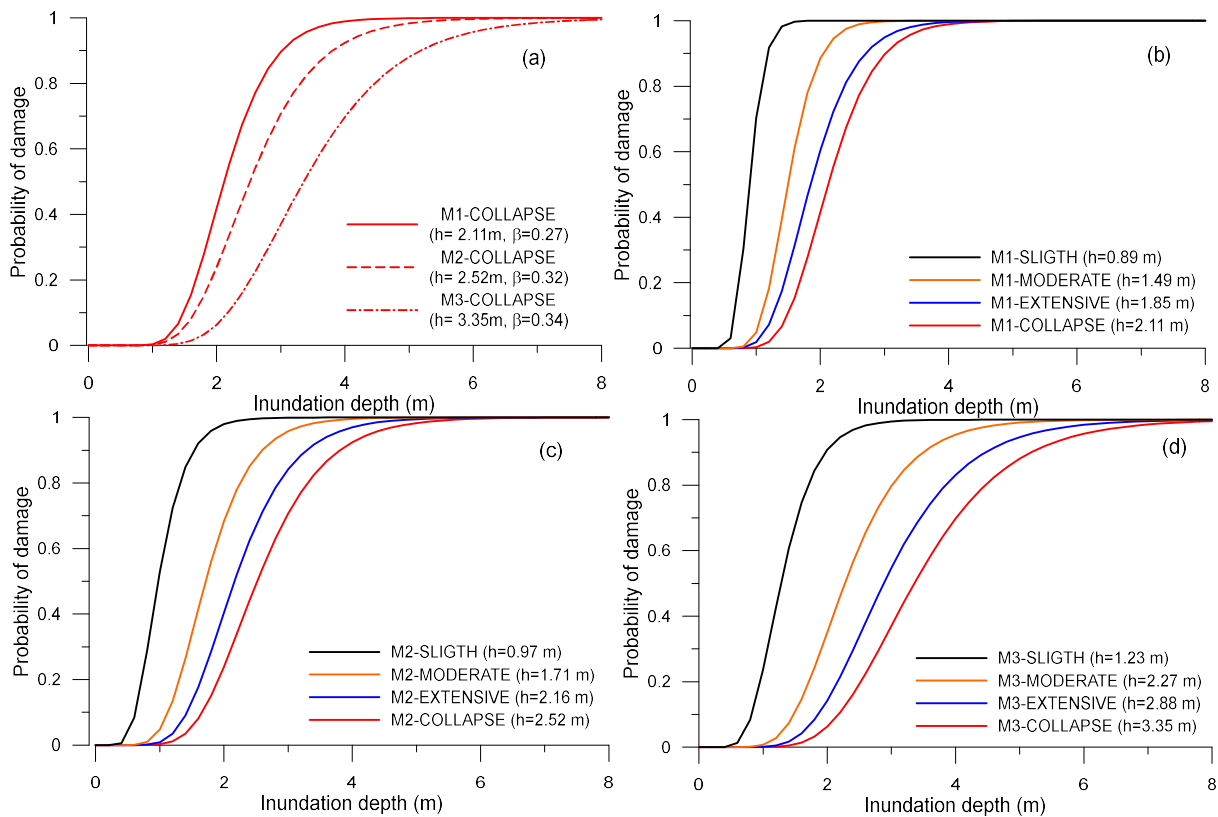 (a)
Probability of damage
1
0.8
0.6
0.4
0.2
0
M1-COLLAPSE
(h= 2.11m, β=0.27)
M2-COLLAPSE
(h= 2.52m, β=0.32)
M3-COLLAPSE
(h= 3.35m, β=0.34)
0 2 4 6 8
Inundation depth (m)
(b)
Probability of damage
1
0.8
0.6
0.4
0.2
0
M1-SLIGTH (h=0.89 m)
M1-MODERATE (h=1.49 m)
M1-EXTENSIVE (h=1.85 m)
M1-COLLAPSE (h=2.11 m)
0 2 4 6 8
Inundation depth (m)
(c)
Probability of damage
1
0.8
0.6
0.4
0.2
0
M2-SLIGTH (h=0.97 m)
M2-MODERATE (h=1.71 m)
M2-EXTENSIVE (h=2.16 m)
M2-COLLAPSE (h=2.52 m)
0 2 4 6 8
Inundation depth (m)
(d)
Probability of damage
1
0.8
0.6
0.4
0.2
0
M3-SLIGTH (h=1.23 m)
M3-MODERATE (h=2.27 m)
M3-EXTENSIVE (h=2.88 m)
M3-COLLAPSE (h=3.35 m)
0 2 4 6 8
Inundation depth (m)